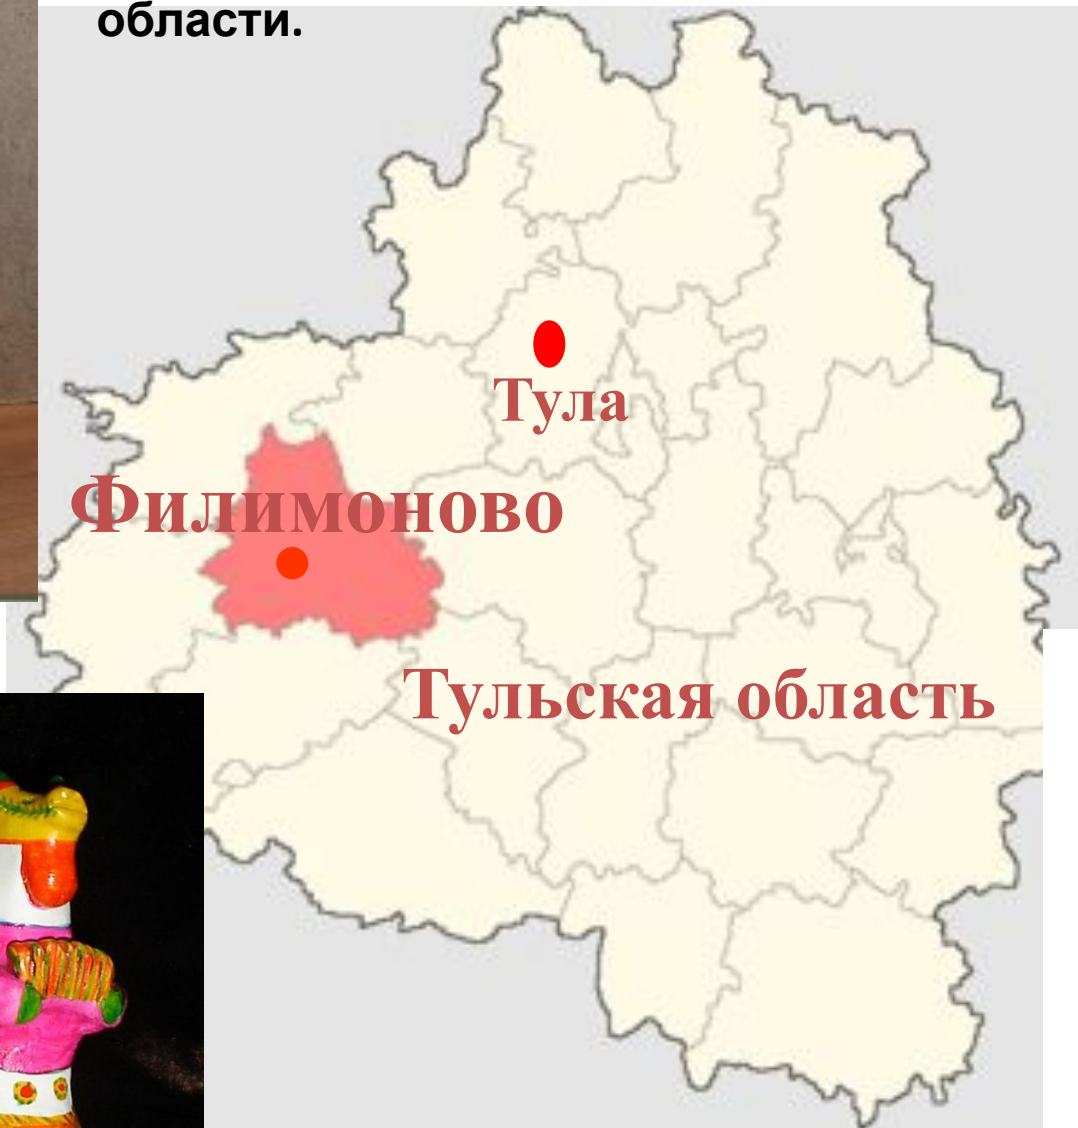 области.
Тула
Филимоново
Тульская область